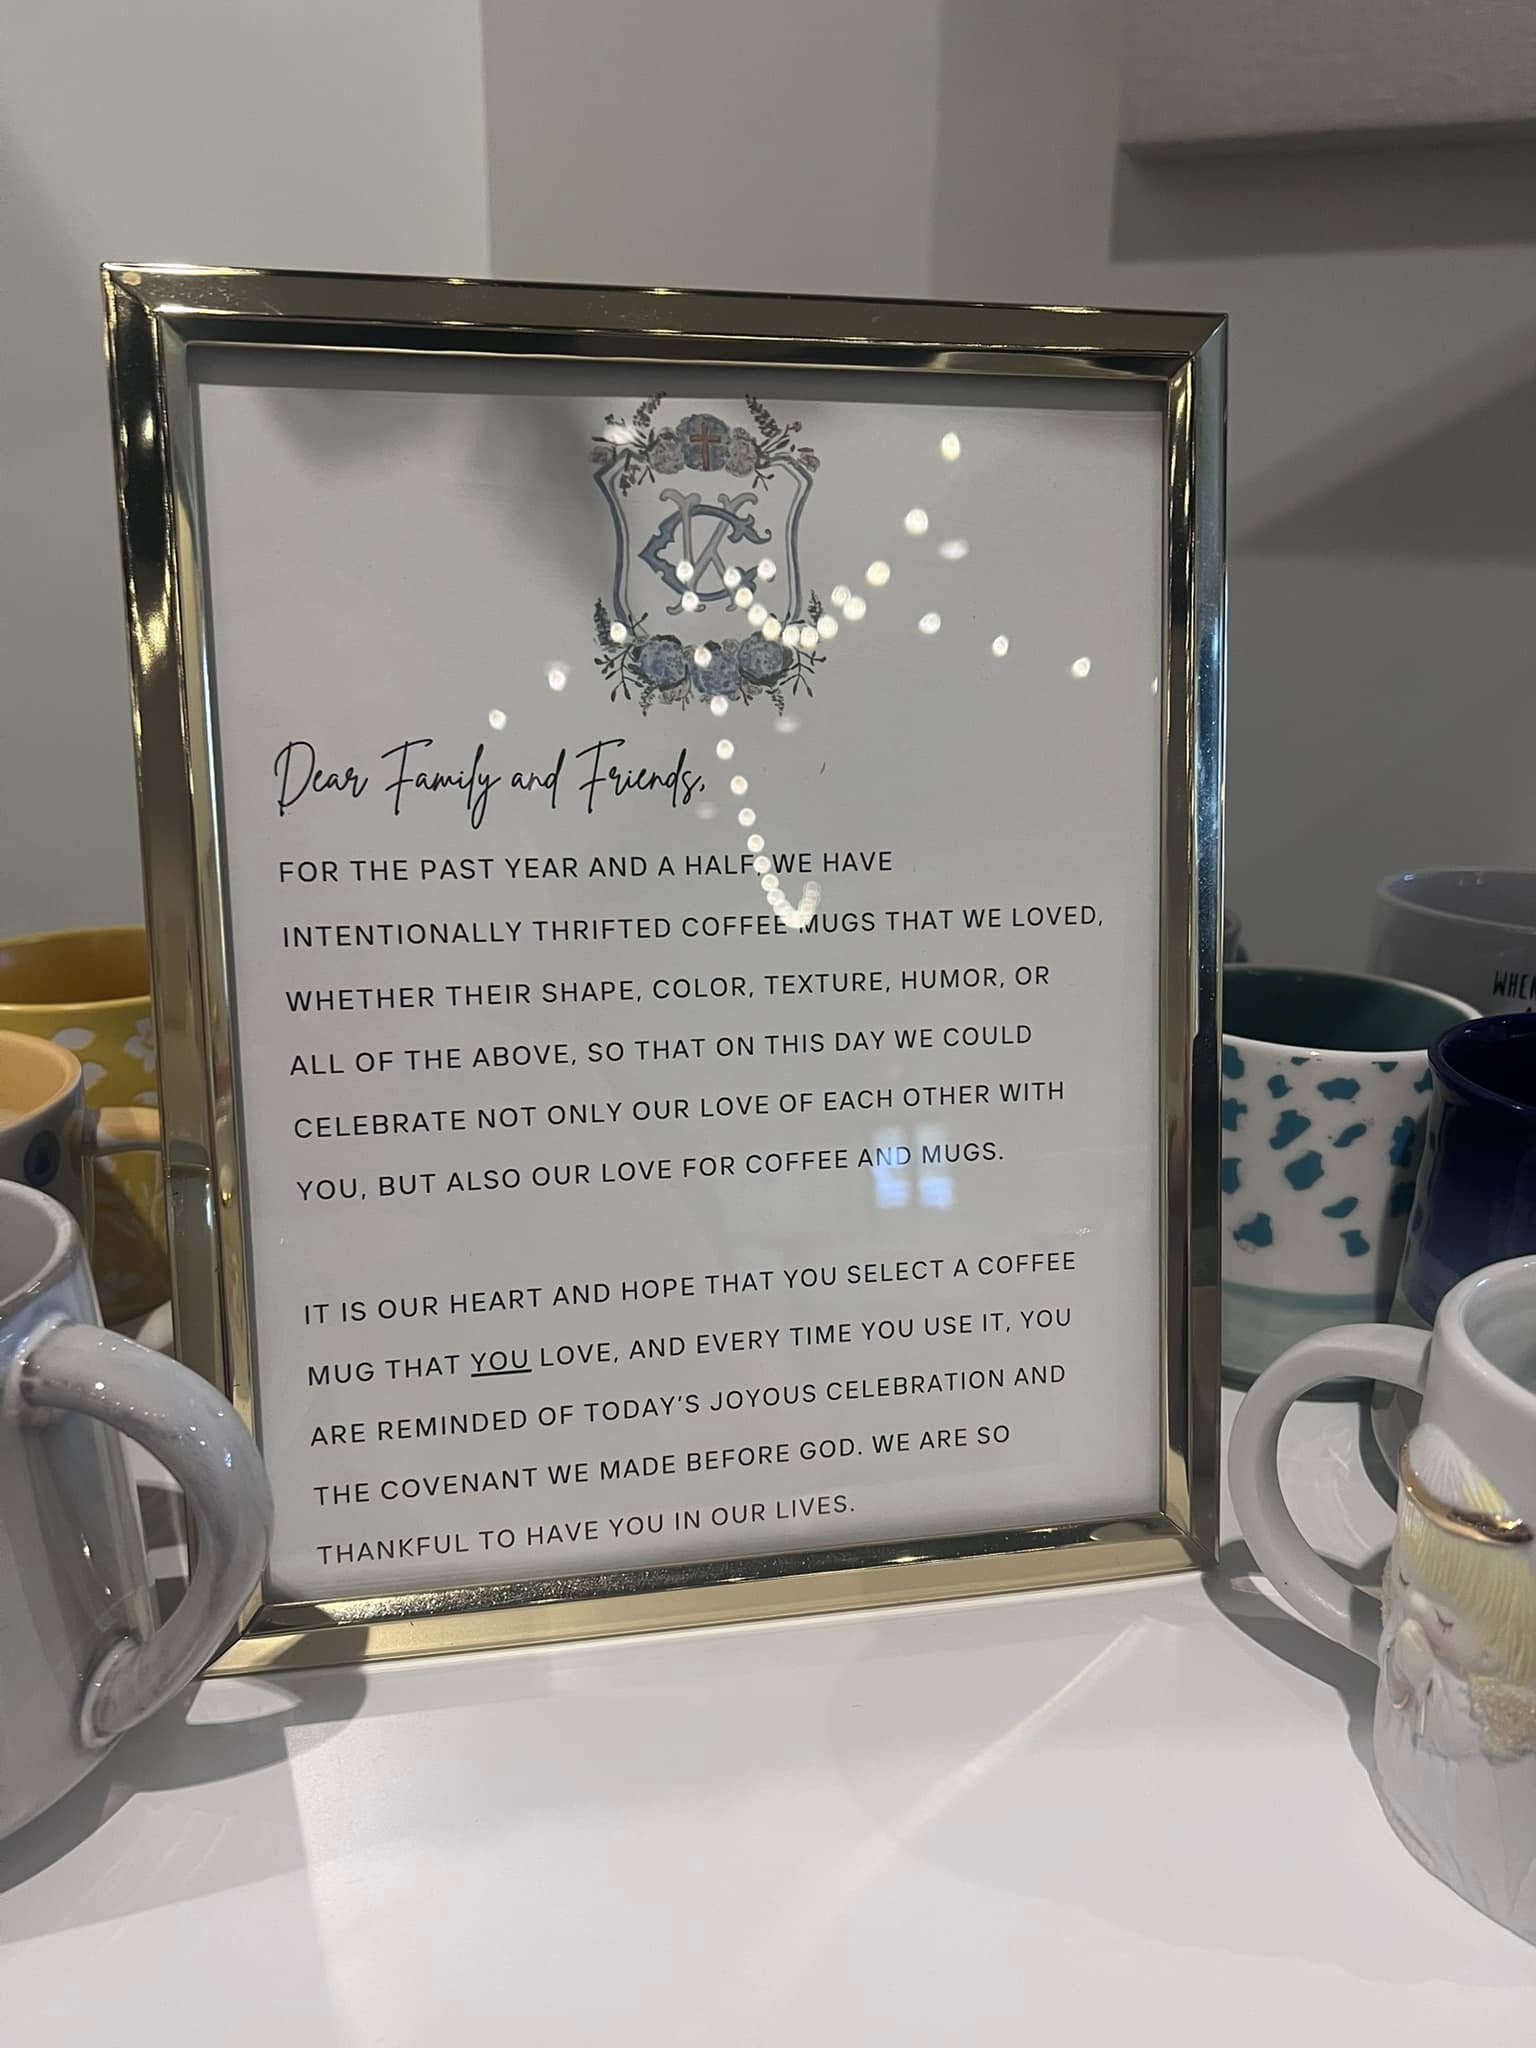 CK
Dear Family and Friends,
FOR THE PAST YEAR AND A HALF, WE HAVE
INTENTIONALLY THRIFTED COFFEE MUGS THAT WE LOVED,
WHETHER THEIR SHAPE, COLOR, TEXTURE, HUMOR, OR
ALL OF THE ABOVE, SO THAT ON THIS DAY WE COULD
CELEBRATE NOT ONLY OUR LOVE OF EACH OTHER WITH
YOU, BUT ALSO OUR LOVE FOR COFFEE AND MUGS.
IT IS OUR HEART AND HOPE THAT YOU SELECT A COFFEE
MUG THAT YOU LOVE, AND EVERY TIME YOU USE IT, YOU
ARE REMINDED OF TODAY'S JOYOUS CELEBRATION AND
THE COVENANT WE MADE BEFORE GOD. WE ARE SO
THANKFUL TO HAVE YOU IN OUR LIVES.